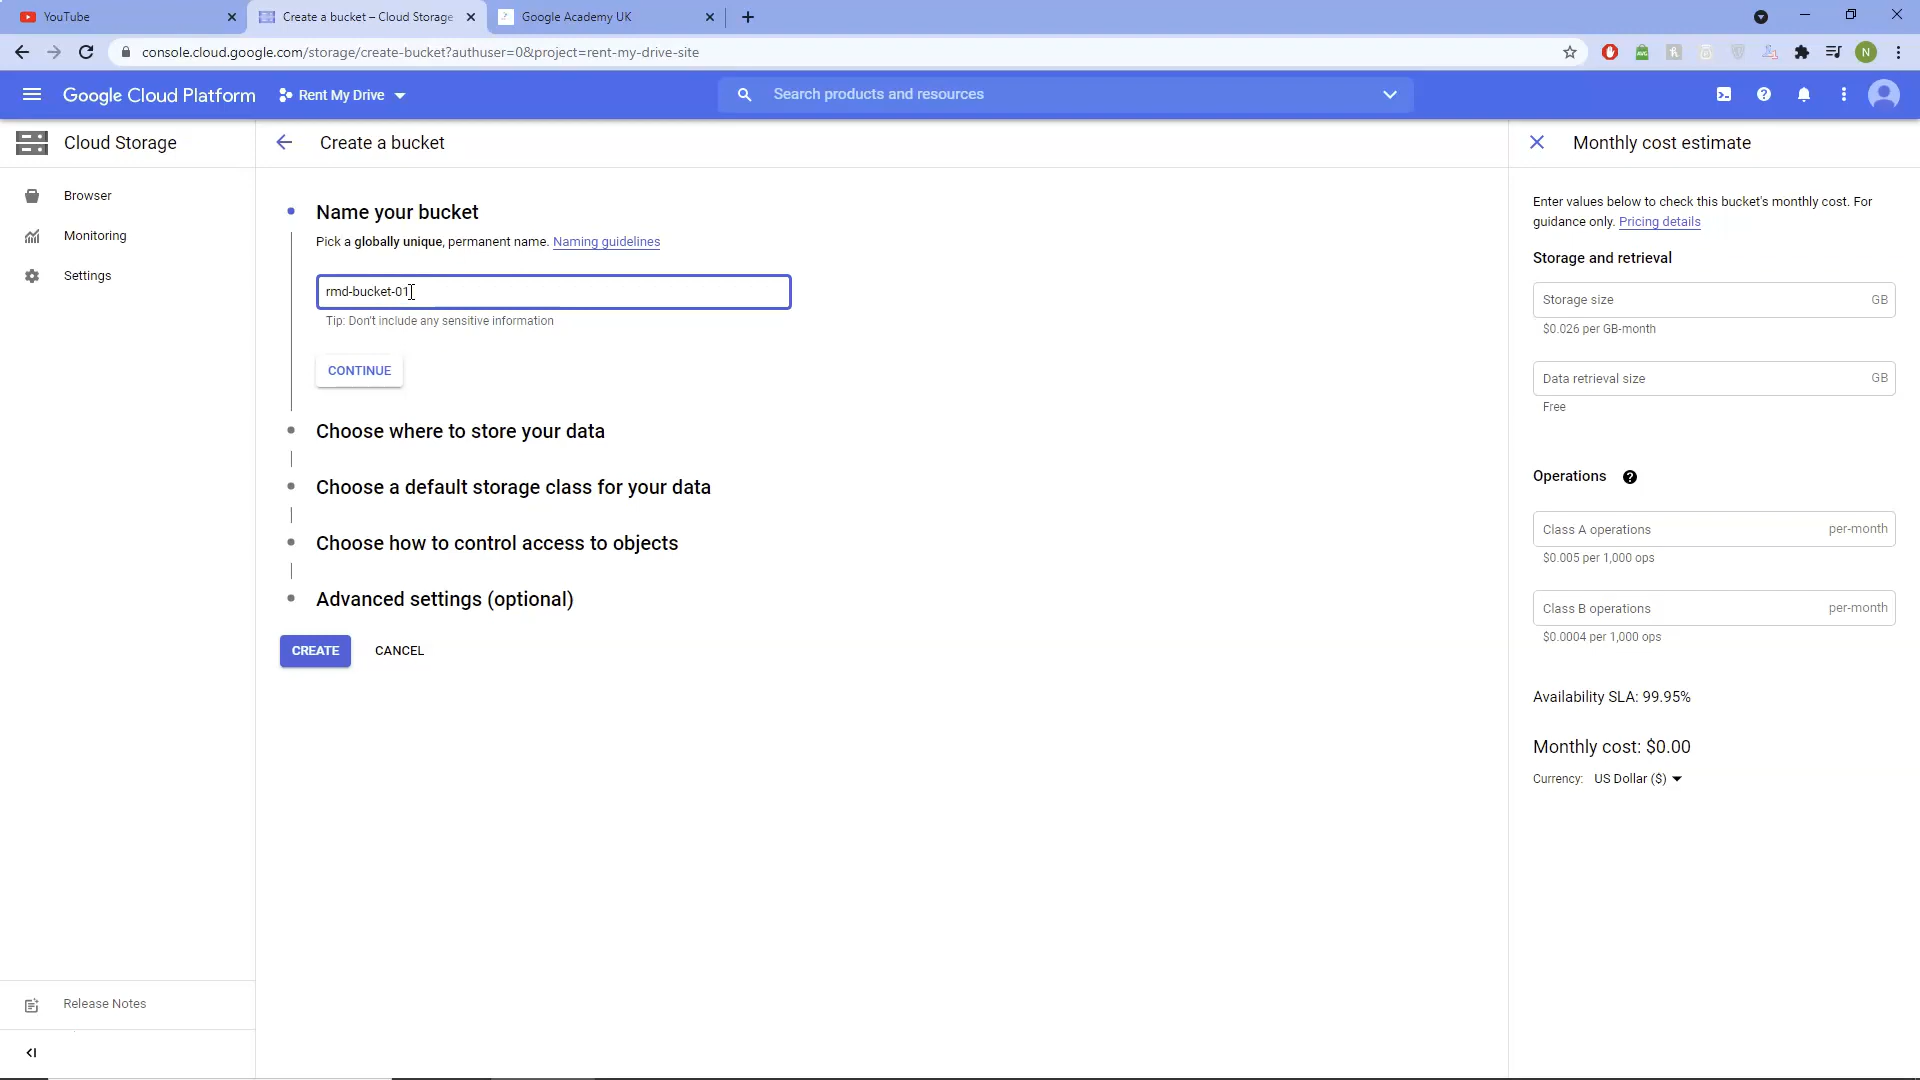 YouTube
Create a bucket – Cloud Storage
Google Academy UK
console.cloud.google.com/storage/create-bucket?authuser=0&project=rent-my-drive-site
N
Google Cloud Platform
Rent My Drive
Search products and resources
Cloud Storage
Create a bucket
Monthly cost estimate
Browser
Monitoring
Settings
Name your bucket
Pick a globally unique, permanent name. Naming guidelines
rmd-bucket-01
Tip: Don't include any sensitive information
CONTINUE
Choose where to store your data
Choose a default storage class for your data
Choose how to control access to objects
Advanced settings (optional)
CREATE
CANCEL
Enter values below to check this bucket's monthly cost. For
guidance only. Pricing details
Storage and retrieval
Storage size GB
$0.026 per GB-month
Data retrieval size GB
Free
Operations
Class A operations per-month
$0.005 per 1,000 ops
Class B operations per-month
$0.0004 per 1,000 ops
Availability SLA: 99.95%
Monthly cost: $0.00
Currency: US Dollar ($)
Release Notes